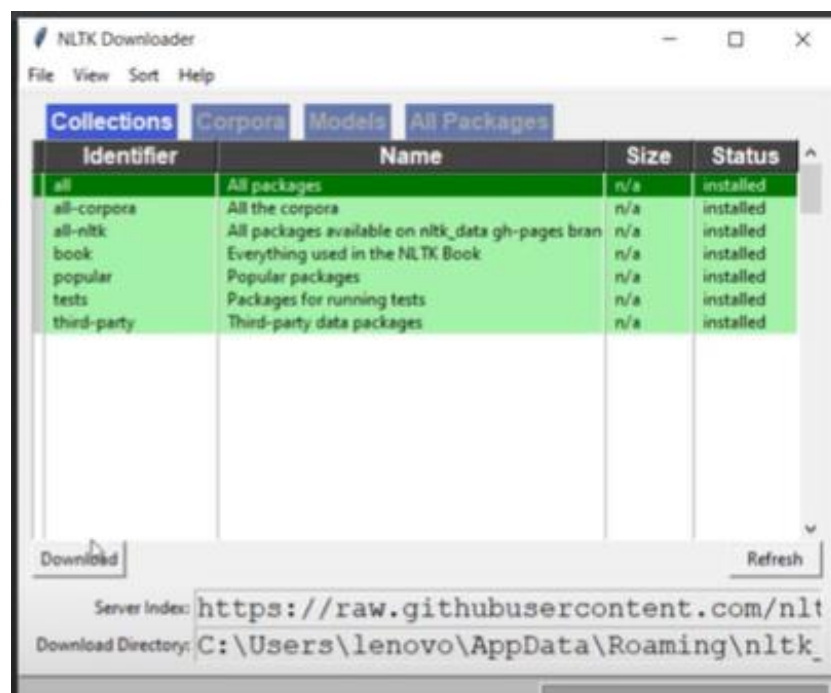 NLTK Downloader
File View Sort Help
Collections Corpora Models All Packages
Identifier Name Size Status
all All packages n/a installed
all-corpora All the corpora n/a installed
all-nltk All packages available on nltk_data gh-pages bran n/a installed
book Everything used in the NLTK Book n/a installed
popular Popular packages n/a installed
tests Packages for running tests n/a installed
third-party Third-party data packages n/a installed
Download Refresh
Server Index: https://raw.githubusercontent.com/nlt
Download Directory: C:\Users\lenovo\AppData\Roaming\nltk_